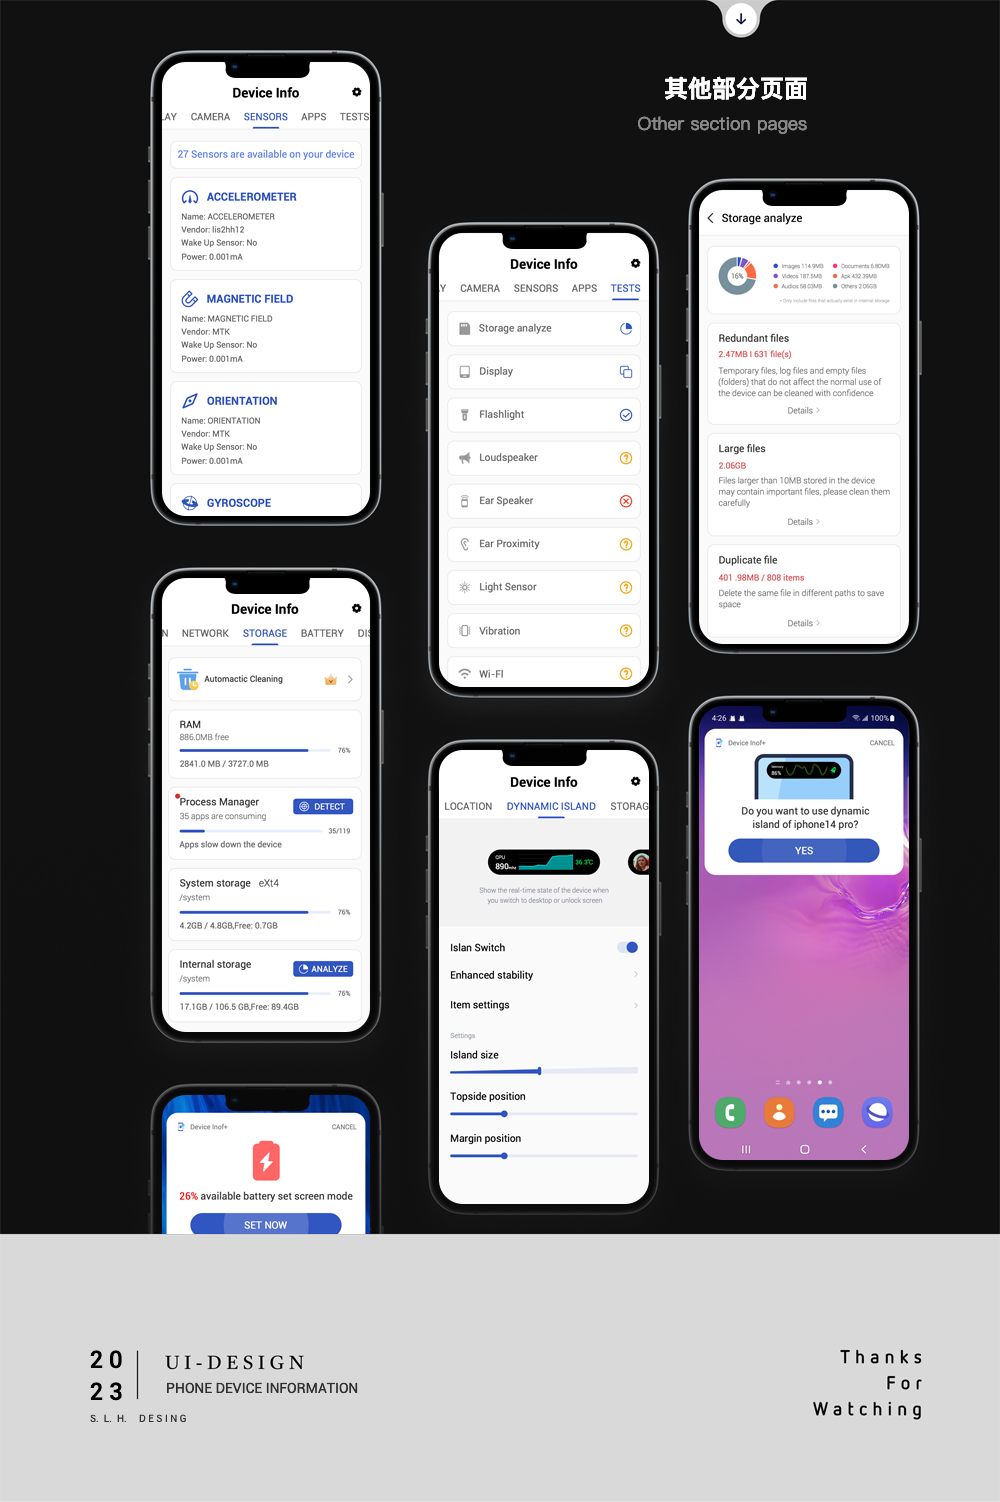 其他部分页面
Other section pages
Device Info
LAY CAMERA SENSORS APPS TESTS
27 Sensors are available on your device
ACCELEROMETER
Name: ACCELEROMETER
Vendor: lis2hh12
Wake Up Sensor: No
Power: 0.001mA
MAGNETIC FIELD
Name: MAGNETIC FIELD
Vendor: MTK
Wake Up Sensor: No
Power: 0.001mA
ORIENTATION
Name: ORIENTATION
Vendor: MTK
Wake Up Sensor: No
Power: 0.001mA
GYROSCOPE
Device Info
Y CAMERA SENSORS APPS TESTS
Storage analyze
Display
Flashlight
Loudspeaker
Ear Speaker
Ear Proximity
Light Sensor
Vibration
Wi-FI
Storage analyze
16%
Images 114.9MB Documents 6.80MB
Videos 187.5MB Apk 432.39MB
Audios 58.03MB Others 2.06GB
• Only include files that actually exist in internal storage
Redundant files
2.47MB I 631 file(s)
Temporary files, log files and empty files
(folders) that do not affect the normal use of
the device can be cleaned with confidence
Details
Large files
2.06GB
Files larger than 10MB stored in the device
may contain important files, please clean them
carefully
Details
Duplicate file
401 .98MB / 808 items
Delete the same file in different paths to save
space
Details
Device Info
N NETWORK STORAGE BATTERY DIS
Automactic Cleaning
RAM
886.0MB free
76%
2841.0 MB / 3727.0 MB
Process Manager
35 apps are consuming
DETECT
35/119
Apps slow down the device
System storage eXt4
/system
76%
4.2GB / 4.8GB,Free: 0.7GB
Internal storage
/system
ANALYZE
76%
17.1GB / 106.5 GB,Free: 89.4GB
Device Info
LOCATION DYNNAMIC ISLAND STORAG
CPU
890MHz
36.3℃
Show the real-time state of the device when
you switch to desktop or unlock screen
Islan Switch
Enhanced stability
Item settings
Settings
Island size
Topside position
Margin position
4:26 100%
Device Inof+ CANCEL
Memory
86%
Do you want to use dynamic
island of iphone14 pro?
YES
Device Inof+ CANCEL
26% available battery set screen mode
SET NOW
20
23
UI-DESIGN
PHONE DEVICE INFORMATION
S. L. H. DESING
Thanks
For
Watching